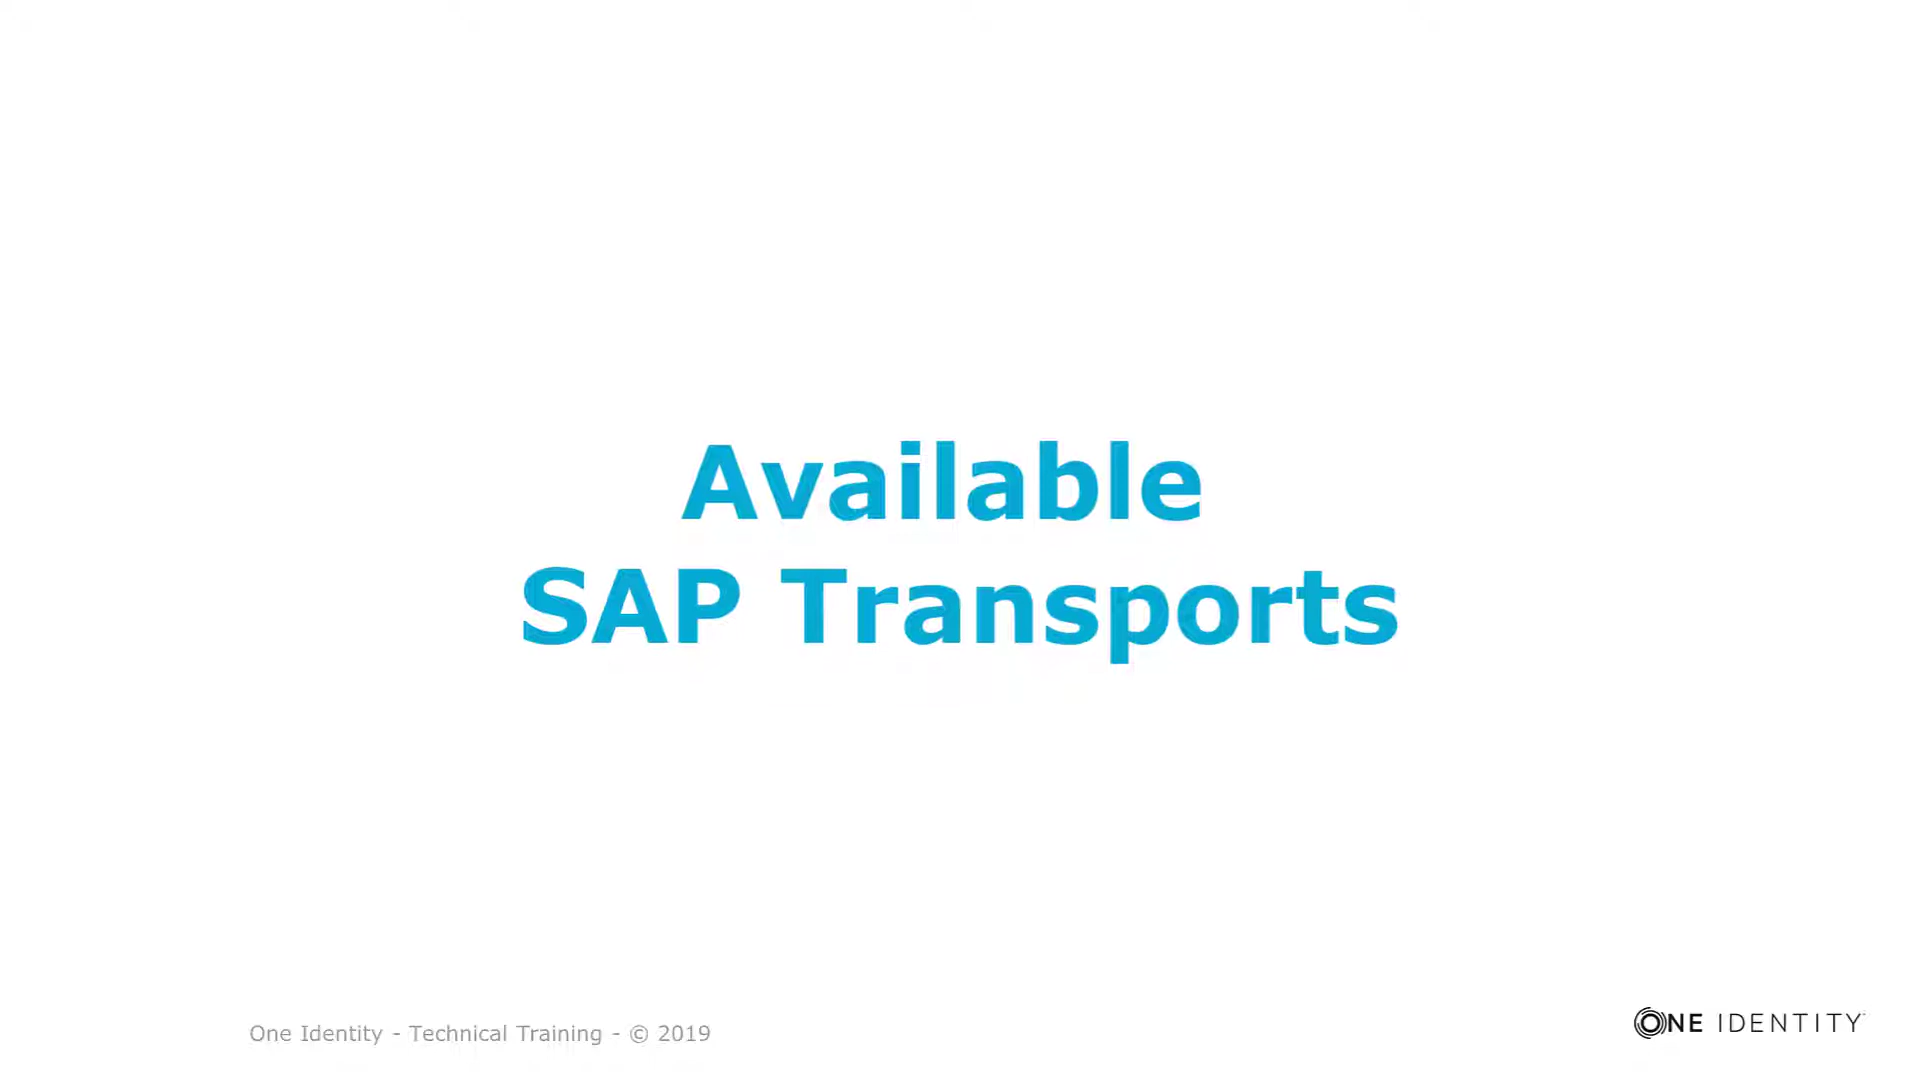 Available
SAP Transports
One Identity - Technical Training - © 2019
ONE IDENTITY